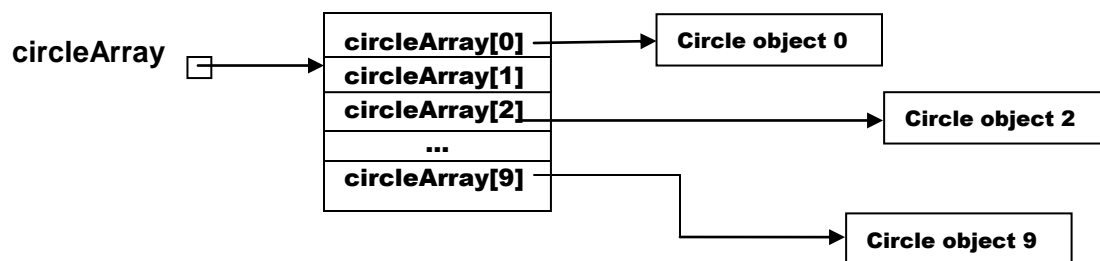 circleArray
circleArray[0]
circleArray[1]
circleArray[2]
...
circleArray[9]
Circle object 0
Circle object 2
Circle object 9